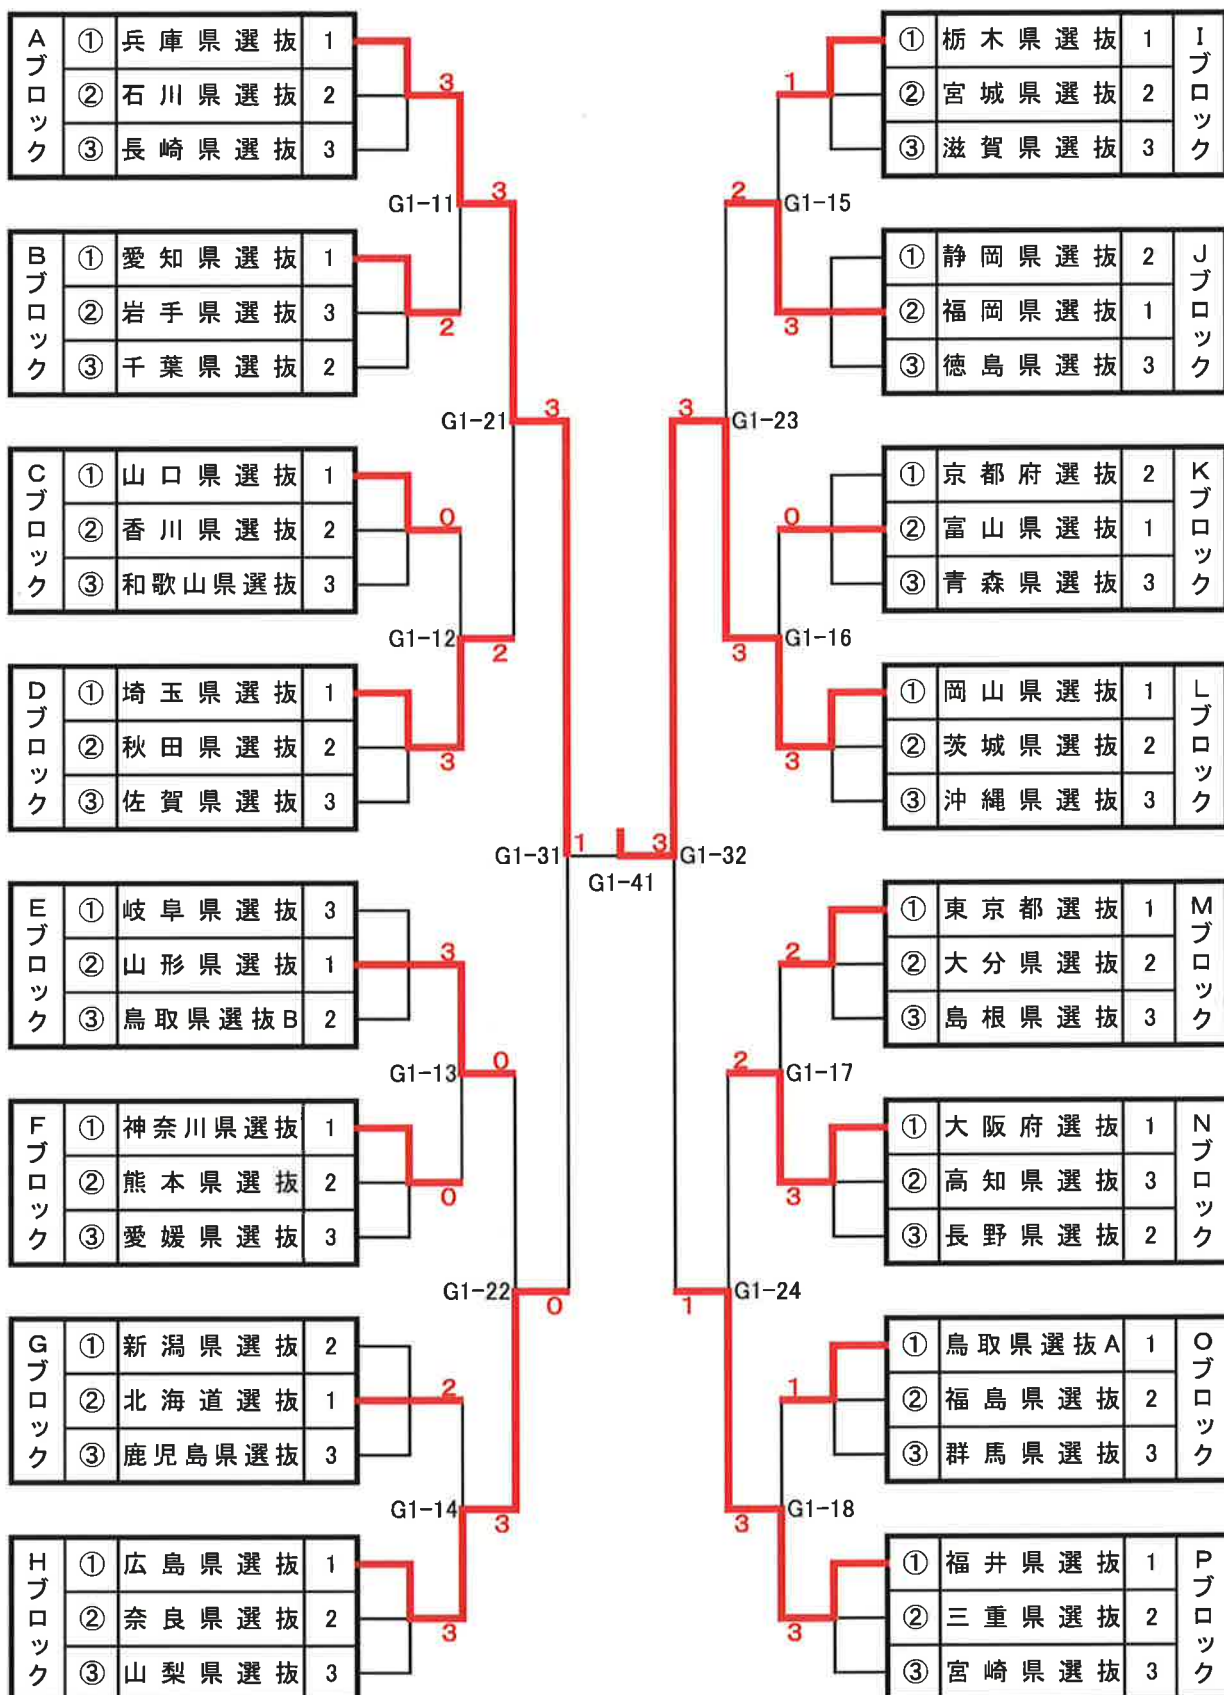 Aブロック
① 兵庫県選抜 1
② 石川県選抜 2
③ 長崎県選抜 3
3
G1-11
3
Bブロック
① 愛知県選抜 1
② 岩手県選抜 3
③ 千葉県選抜 2
2
G1-21
3
Cブロック
① 山口県選抜 1
② 香川県選抜 2
③ 和歌山県選抜 3
0
G1-12
2
Dブロック
① 埼玉県選抜 1
② 秋田県選抜 2
③ 佐賀県選抜 3
3
G1-31
1
G1-41
3
G1-32
Eブロック
① 岐阜県選抜 3
② 山形県選抜 1
③ 鳥取県選抜B 2
3
G1-13
0
Fブロック
① 神奈川県選抜 1
② 熊本県選抜 2
③ 愛媛県選抜 3
0
G1-22
0
Gブロック
① 新潟県選抜 2
② 北海道選抜 1
③ 鹿児島県選抜 3
2
G1-14
3
Hブロック
① 広島県選抜 1
② 奈良県選抜 2
③ 山梨県選抜 3
3
Iブロック
① 栃木県選抜 1
② 宮城県選抜 2
③ 滋賀県選抜 3
1
2
G1-15
Jブロック
① 静岡県選抜 2
② 福岡県選抜 1
③ 徳島県選抜 3
3
3
G1-23
Kブロック
① 京都府選抜 2
② 富山県選抜 1
③ 青森県選抜 3
0
3
G1-16
Lブロック
① 岡山県選抜 1
② 茨城県選抜 2
③ 沖縄県選抜 3
3
Mブロック
① 東京都選抜 1
② 大分県選抜 2
③ 島根県選抜 3
2
2
G1-17
Nブロック
① 大阪府選抜 1
② 高知県選抜 3
③ 長野県選抜 2
3
1
G1-24
Oブロック
① 鳥取県選抜A 1
② 福島県選抜 2
③ 群馬県選抜 3
1
3
G1-18
Pブロック
① 福井県選抜 1
② 三重県選抜 2
③ 宮崎県選抜 3
3